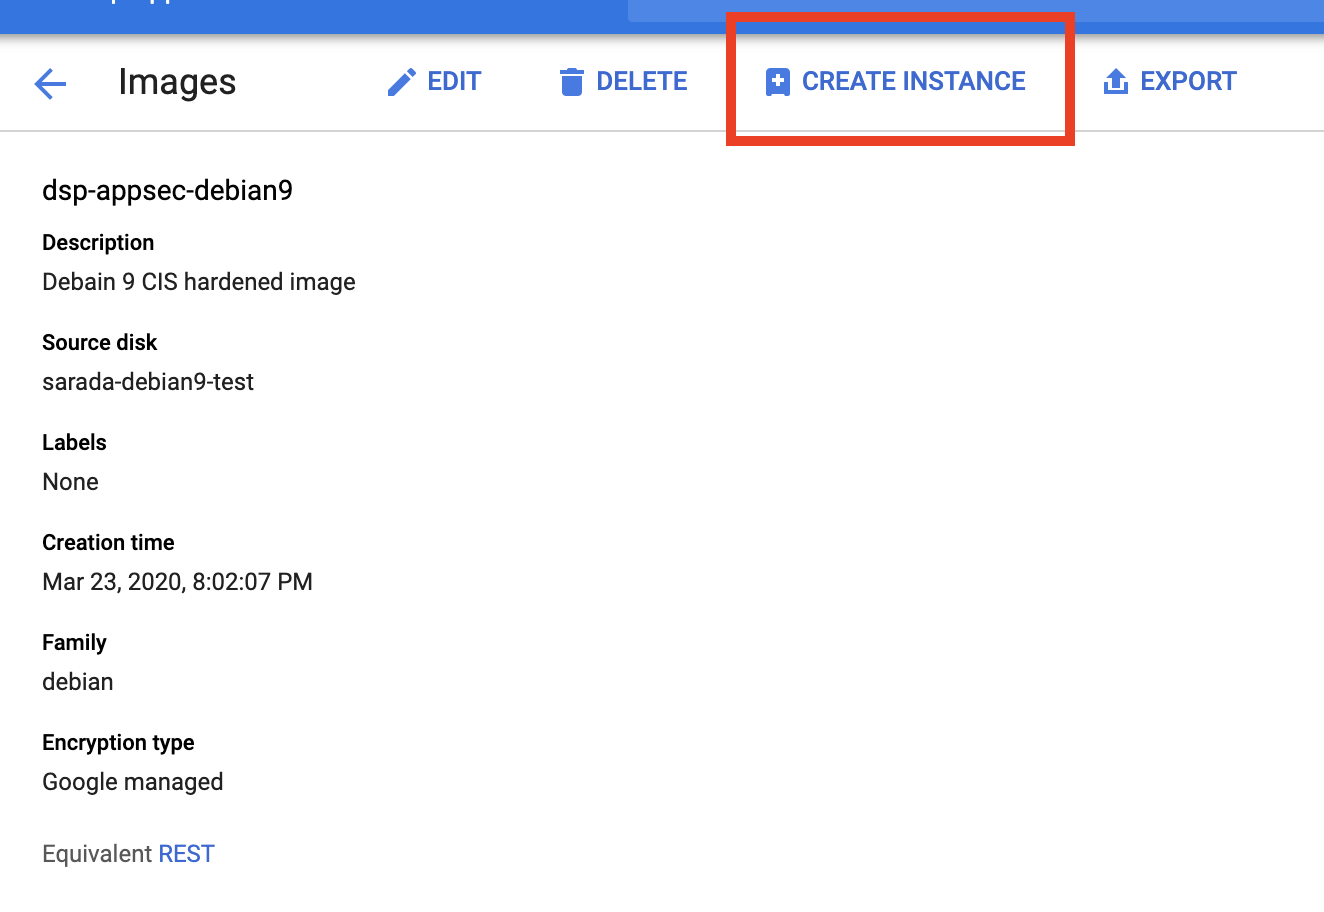 Images
EDIT
DELETE
CREATE INSTANCE
EXPORT
dsp-appsec-debian9
Description
Debain 9 CIS hardened image
Source disk
sarada-debian9-test
Labels
None
Creation time
Mar 23, 2020, 8:02:07 PM
Family
debian
Encryption type
Google managed
Equivalent REST